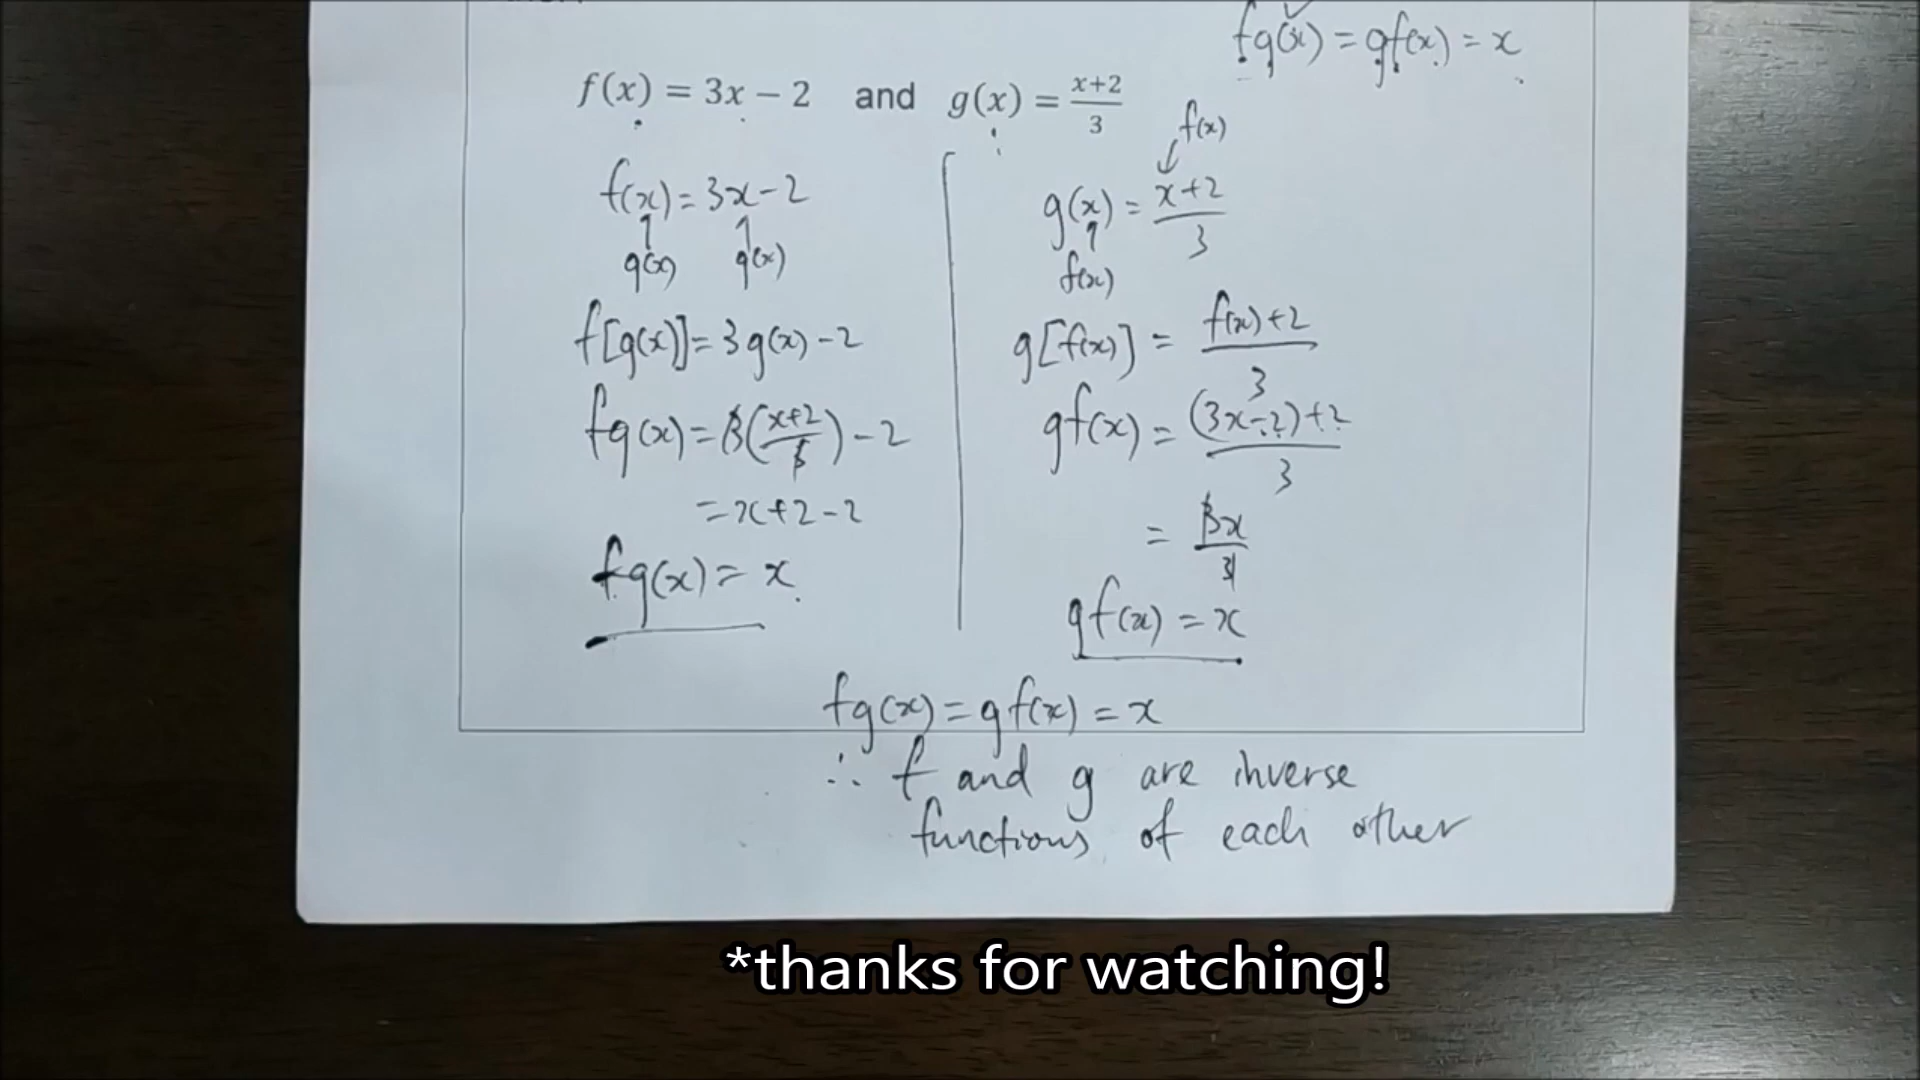 fg(x) = gf(x) = x
f(x) = 3x − 2 and g(x) = x+2/3
f(x) = 3x − 2
g(x) g(x)
f[g(x)] = 3g(x) − 2
fg(x) = 3(x+2/3) − 2
= x + 2 − 2
fg(x) = x
f(x)
g(x) = x+2/3
f(x)
g[f(x)] = f(x)+2/3
gf(x) = (3x−2)+2/3
= 3x/3
gf(x) = x
fg(x) = gf(x) = x
∴ f and g are inverse
functions of each other
*thanks for watching!